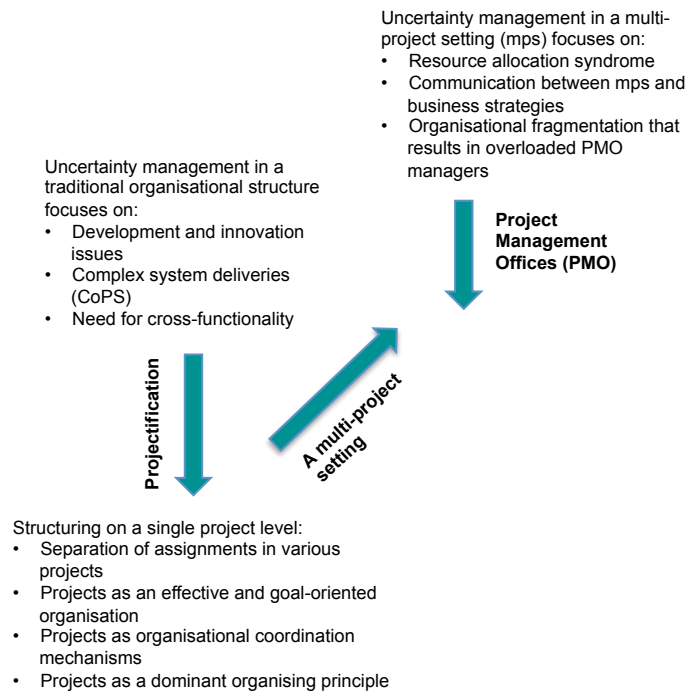 Uncertainty management in a multi-
project setting (mps) focuses on:
• Resource allocation syndrome
• Communication between mps and
business strategies
• Organisational fragmentation that
results in overloaded PMO
managers
Uncertainty management in a
traditional organisational structure
focuses on:
• Development and innovation
issues
• Complex system deliveries
(CoPS)
• Need for cross-functionality
Project
Management
Offices (PMO)
Projectification
A multi-project
setting
Structuring on a single project level:
• Separation of assignments in various
projects
• Projects as an effective and goal-oriented
organisation
• Projects as organisational coordination
mechanisms
• Projects as a dominant organising principle